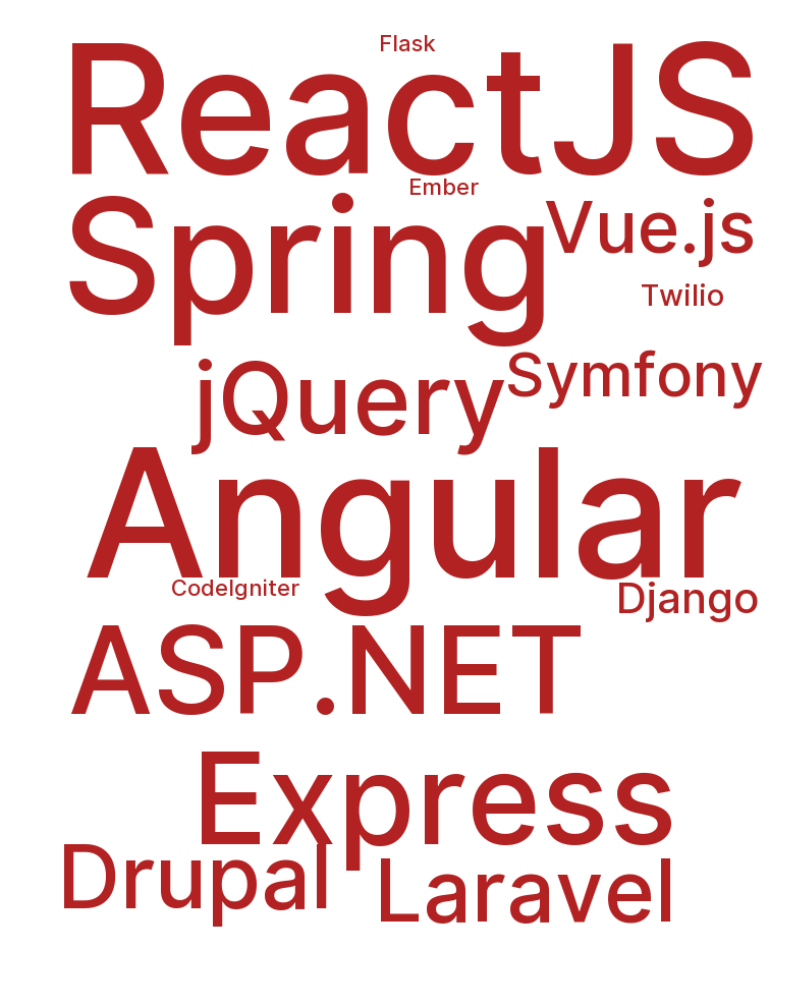 Flask
ReactJS
Ember
Spring
Vue.js
Twilio
jQuery
Symfony
Angular
CodeIgniter
Django
ASP.NET
Express
Drupal
Laravel